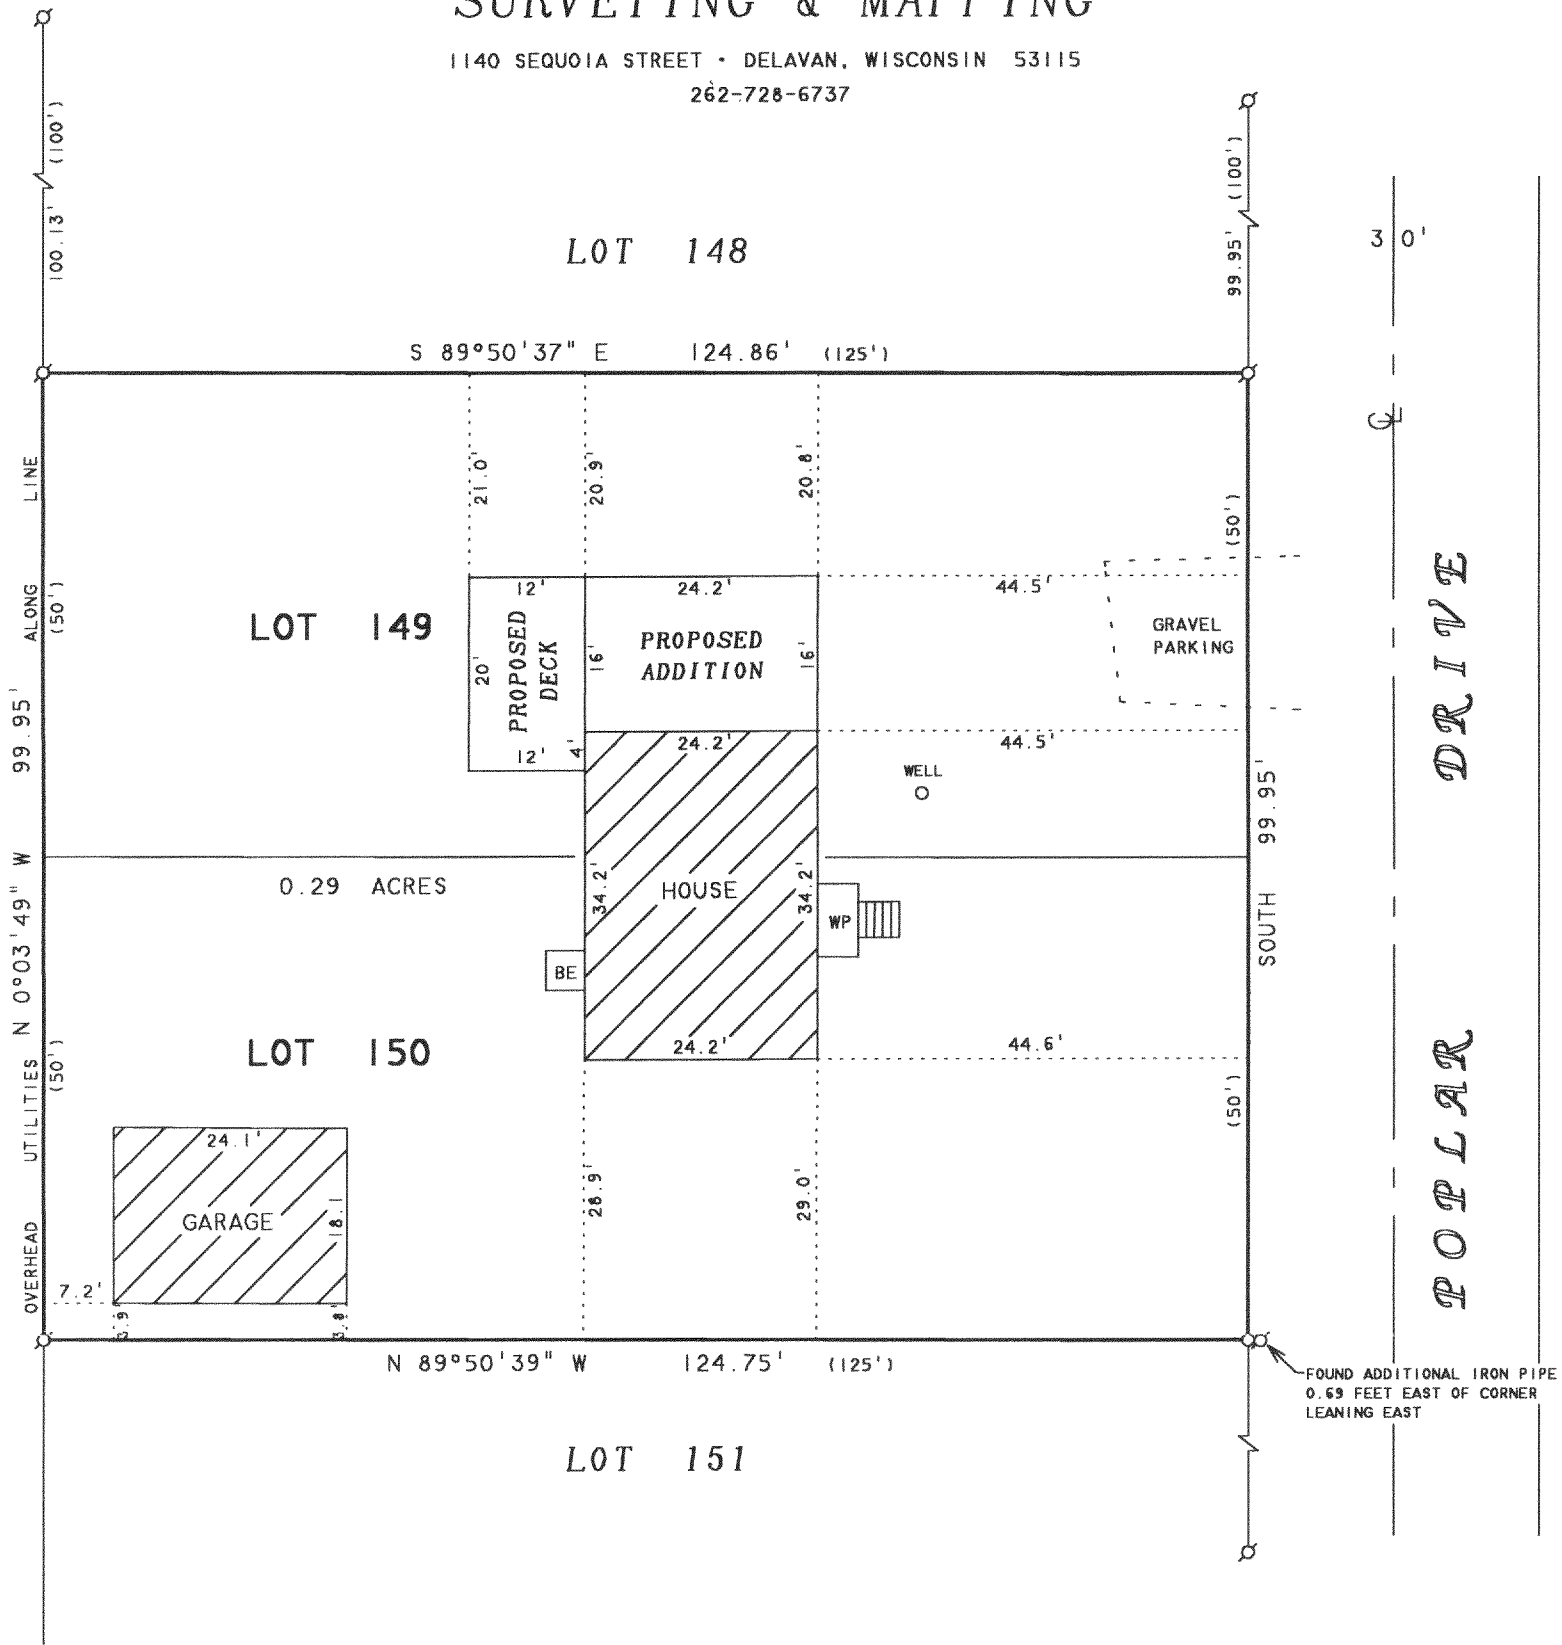 SURVEYING & MAPPING
1140 SEQUOIA STREET • DELAVAN, WISCONSIN 53115
262-728-6737
(100')
100.13'
(100')
99.95'
30'
LOT 148
S 89°50'37" E 124.86' (125')
℄
21.0'
20.9'
20.8'
(50')
OVERHEAD UTILITIES ALONG LINE
N 0°03'49" W 99.95'
(50')
(50')
LOT 149
12'
20'
PROPOSED
DECK
12'
4'
24.2'
16'
PROPOSED
ADDITION
16'
44.5'
GRAVEL
PARKING
24.2'
44.5'
WELL
SOUTH 99.95'
POPLAR DRIVE
0.29 ACRES
34.2'
HOUSE
34.2'
WP
BE
24.2'
44.6'
LOT 150
(50')
24.1'
GARAGE
18.1
28.9'
29.0'
7.2'
3.9
3.8'
N 89°50'39" W 124.75' (125')
FOUND ADDITIONAL IRON PIPE
0.69 FEET EAST OF CORNER
LEANING EAST
LOT 151